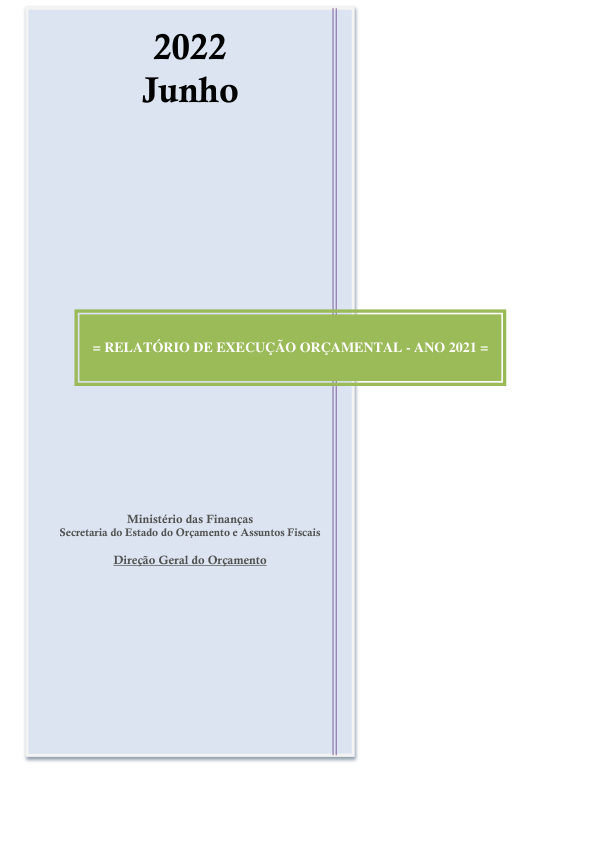 2022
Junho
= RELATÓRIO DE EXECUÇÃO ORÇAMENTAL - ANO 2021 =
Ministério das Finanças
Secretaria do Estado do Orçamento e Assuntos Fiscais
Direção Geral do Orçamento